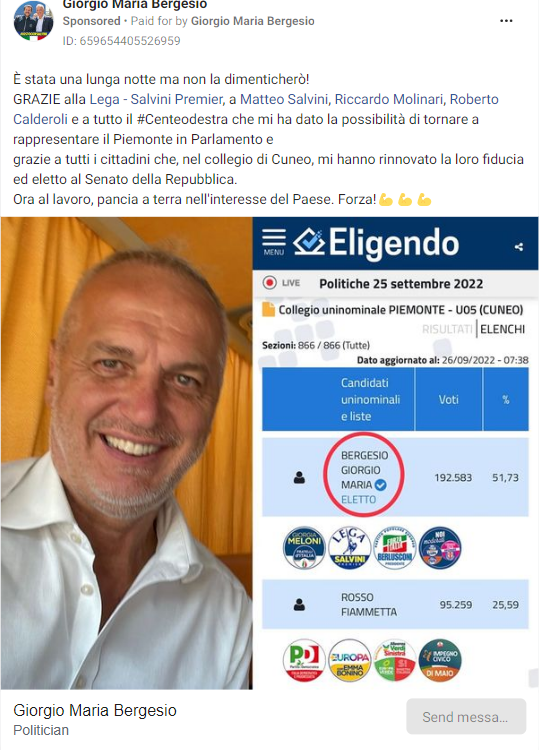 Giorgio Maria Bergesio
Sponsored • Paid for by Giorgio Maria Bergesio
ID: 659654405526959
È stata una lunga notte ma non la dimenticherò!
GRAZIE alla Lega - Salvini Premier, a Matteo Salvini, Riccardo Molinari, Roberto
Calderoli e a tutto il #Centeodestra che mi ha dato la possibilità di tornare a
rappresentare il Piemonte in Parlamento e
grazie a tutti i cittadini che, nel collegio di Cuneo, mi hanno rinnovato la loro fiducia
ed eletto al Senato della Repubblica.
Ora al lavoro, pancia a terra nell'interesse del Paese. Forza!💪💪💪
MENU
Eligendo
LIVE Politiche 25 settembre 2022
Collegio uninominale PIEMONTE - U05 (CUNEO)
RISULTATI ELENCHI
Sezioni: 866 / 866 (Tutte)
Dato aggiornato al: 26/09/2022 - 07:38
Candidati
uninominali
e liste
Voti
%
BERGESIO
GIORGIO
MARIA
ELETTO
192.583
51,73
GIORGIA
MELONI
LEGA
SALVINI
FORZA ITALIA
BERLUSCONI
NOI
ROSSO
FIAMMETTA
95.259
25,59
PD
EUROPA
EMMA
BONINO
SI
IMPEGNO
CIVICO
DI MAIO
Giorgio Maria Bergesio
Politician
Send messa...